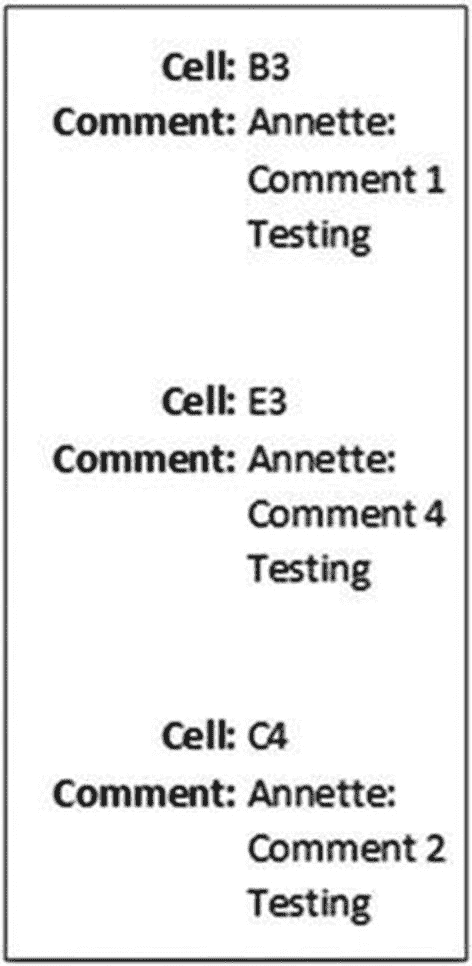 Cell: B3
Comment: Annette:
Comment 1
Testing
Cell: E3
Comment: Annette:
Comment 4
Testing
Cell: C4
Comment: Annette:
Comment 2
Testing